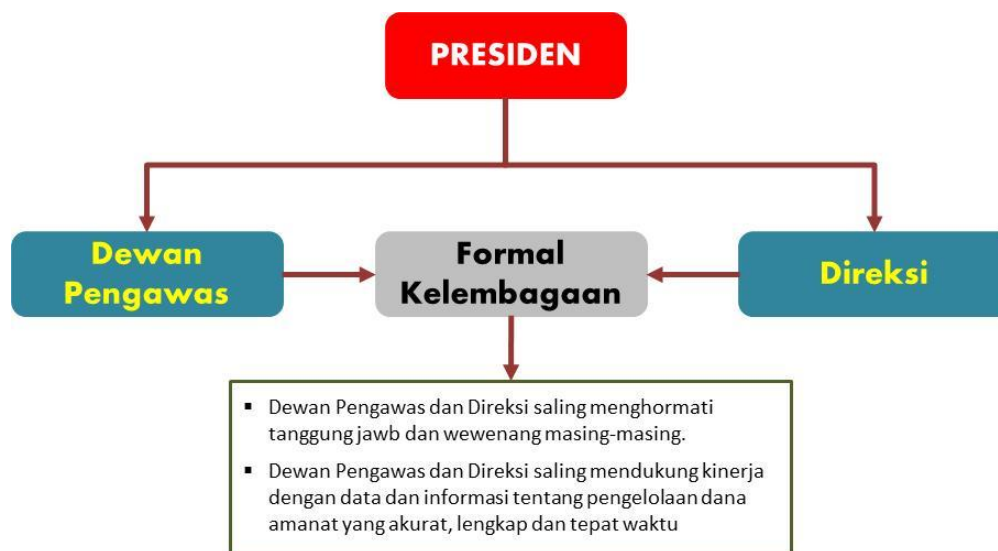 PRESIDEN
Dewan
Pengawas
Formal
Kelembagaan
Direksi
▪ Dewan Pengawas dan Direksi saling menghormati
tanggung jawb dan wewenang masing-masing.
▪ Dewan Pengawas dan Direksi saling mendukung kinerja
dengan data dan informasi tentang pengelolaan dana
amanat yang akurat, lengkap dan tepat waktu